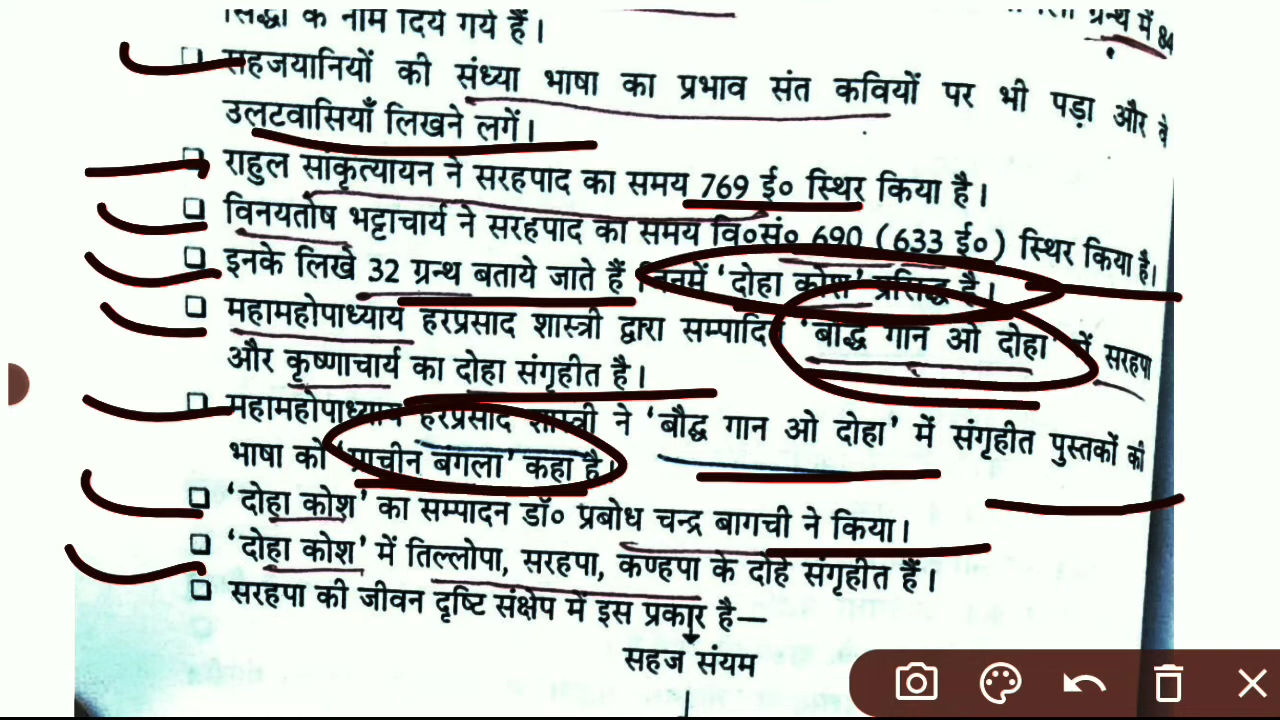 सिद्धों के नाम दिये गये हैं।
ग्रन्थ में 84
सहजयानियों की संध्या भाषा का प्रभाव संत कवियों पर भी पड़ा और वे
उलटवासियाँ लिखने लगें।
राहुल सांकृत्यायन ने सरहपाद का समय 769 ई० स्थिर किया है।
विनयतोष भट्टाचार्य ने सरहपाद का समय वि०सं० 690 (633 ई०) स्थिर किया है।
इनके लिखे 32 ग्रन्थ बताये जाते हैं जिनमें 'दोहा कोश' प्रसिद्ध है।
महामहोपाध्याय हरप्रसाद शास्त्री द्वारा सम्पादित 'बौद्ध गान ओ दोहा' में सरहपा
और कृष्णाचार्य का दोहा संगृहीत है।
महामहोपाध्याय हरप्रसाद शास्त्री ने 'बौद्ध गान ओ दोहा' में संगृहीत पुस्तकों की
भाषा को 'प्राचीन बंगला' कहा है।
'दोहा कोश' का सम्पादन डॉ० प्रबोध चन्द्र बागची ने किया।
'दोहा कोश' में तिल्लोपा, सरहपा, कण्हपा के दोहे संगृहीत हैं।
सरहपा की जीवन दृष्टि संक्षेप में इस प्रकार है—
सहज संयम